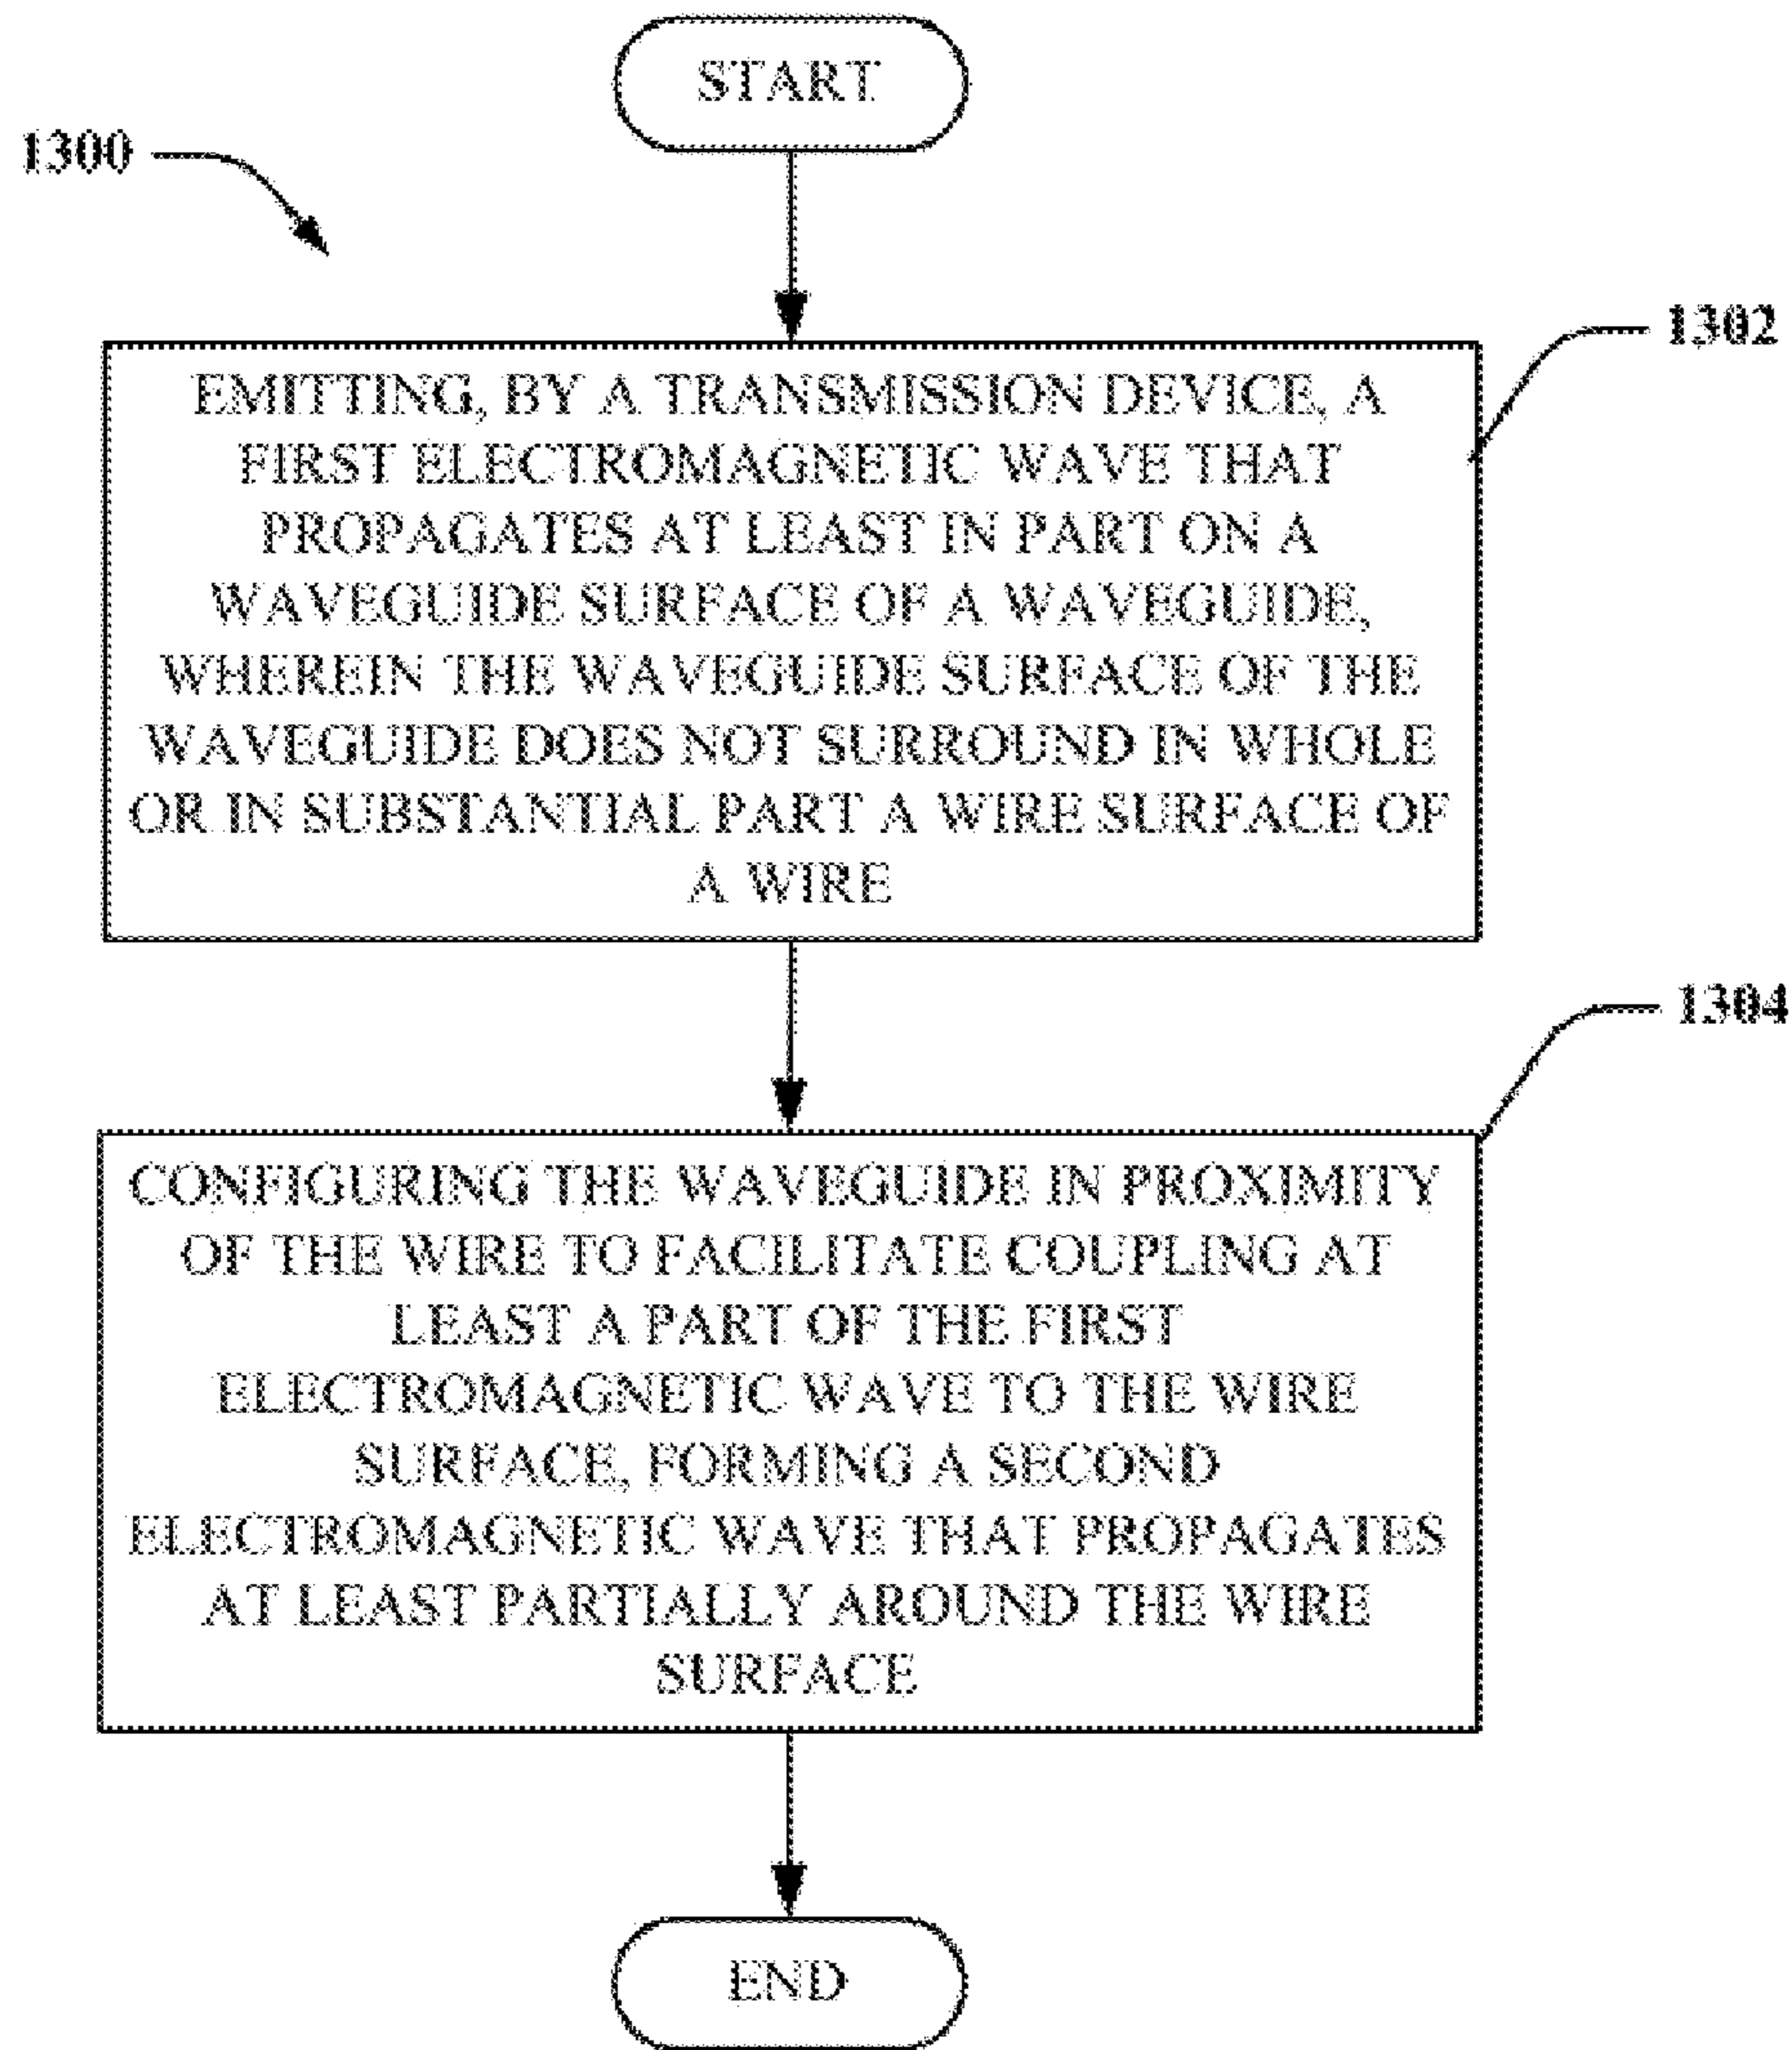 START
1300
1302
EMITTING, BY A TRANSMISSION DEVICE, A
FIRST ELECTROMAGNETIC WAVE THAT
PROPAGATES AT LEAST IN PART ON A
WAVEGUIDE SURFACE OF A WAVEGUIDE,
WHEREIN THE WAVEGUIDE SURFACE OF THE
WAVEGUIDE DOES NOT SURROUND IN WHOLE
OR IN SUBSTANTIAL PART A WIRE SURFACE OF
A WIRE
1304
CONFIGURING THE WAVEGUIDE IN PROXIMITY
OF THE WIRE TO FACILITATE COUPLING AT
LEAST A PART OF THE FIRST
ELECTROMAGNETIC WAVE TO THE WIRE
SURFACE, FORMING A SECOND
ELECTROMAGNETIC WAVE THAT PROPAGATES
AT LEAST PARTIALLY AROUND THE WIRE
SURFACE
END